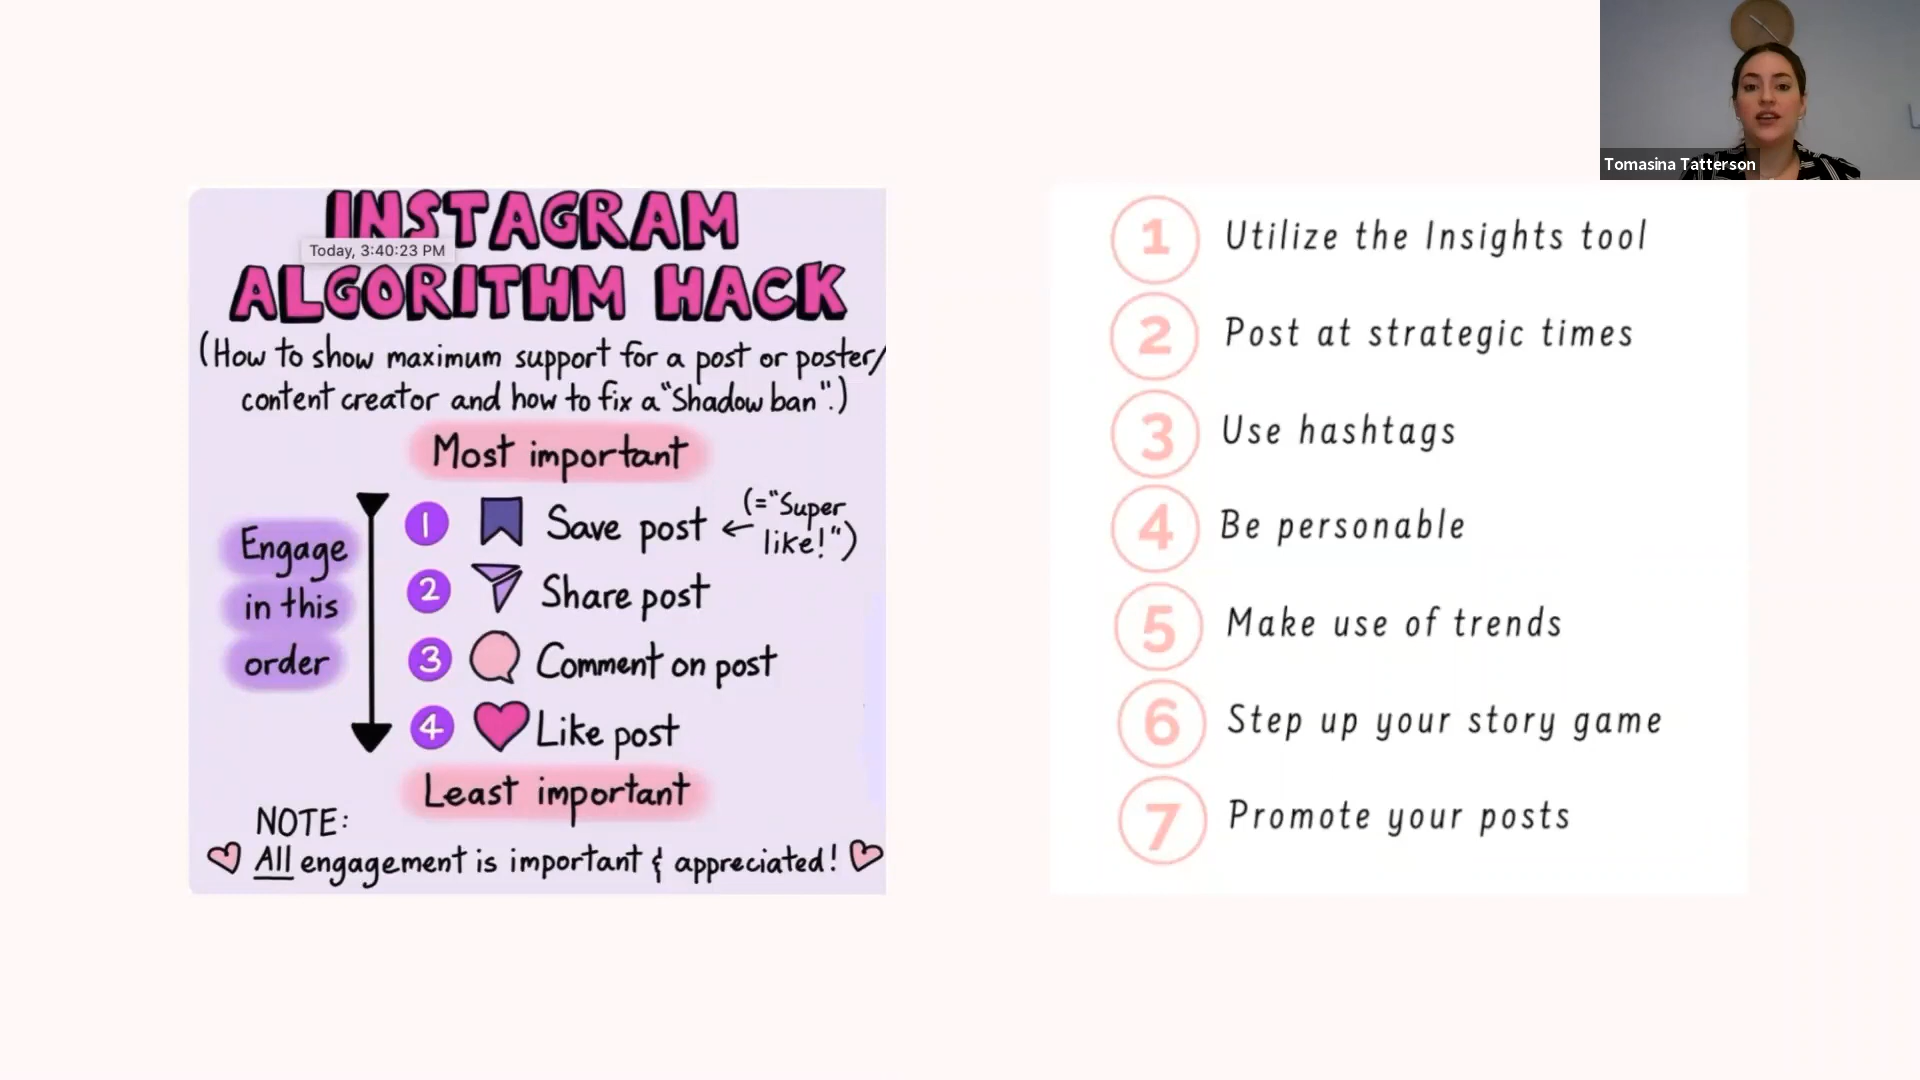 INSTAGRAM
Today, 3:40:23 PM
ALGORITHM HACK
(How to show maximum support for a post or poster/
content creator and how to fix a "Shadow ban".)
Most important
Engage
in this
order
1 Save post (="Super
like!")
2 Share post
3 Comment on post
4 Like post
Least important
NOTE:
All engagement is important & appreciated!
1 Utilize the Insights tool
2 Post at strategic times
3 Use hashtags
4 Be personable
5 Make use of trends
6 Step up your story game
7 Promote your posts
Tomasina Tatterson